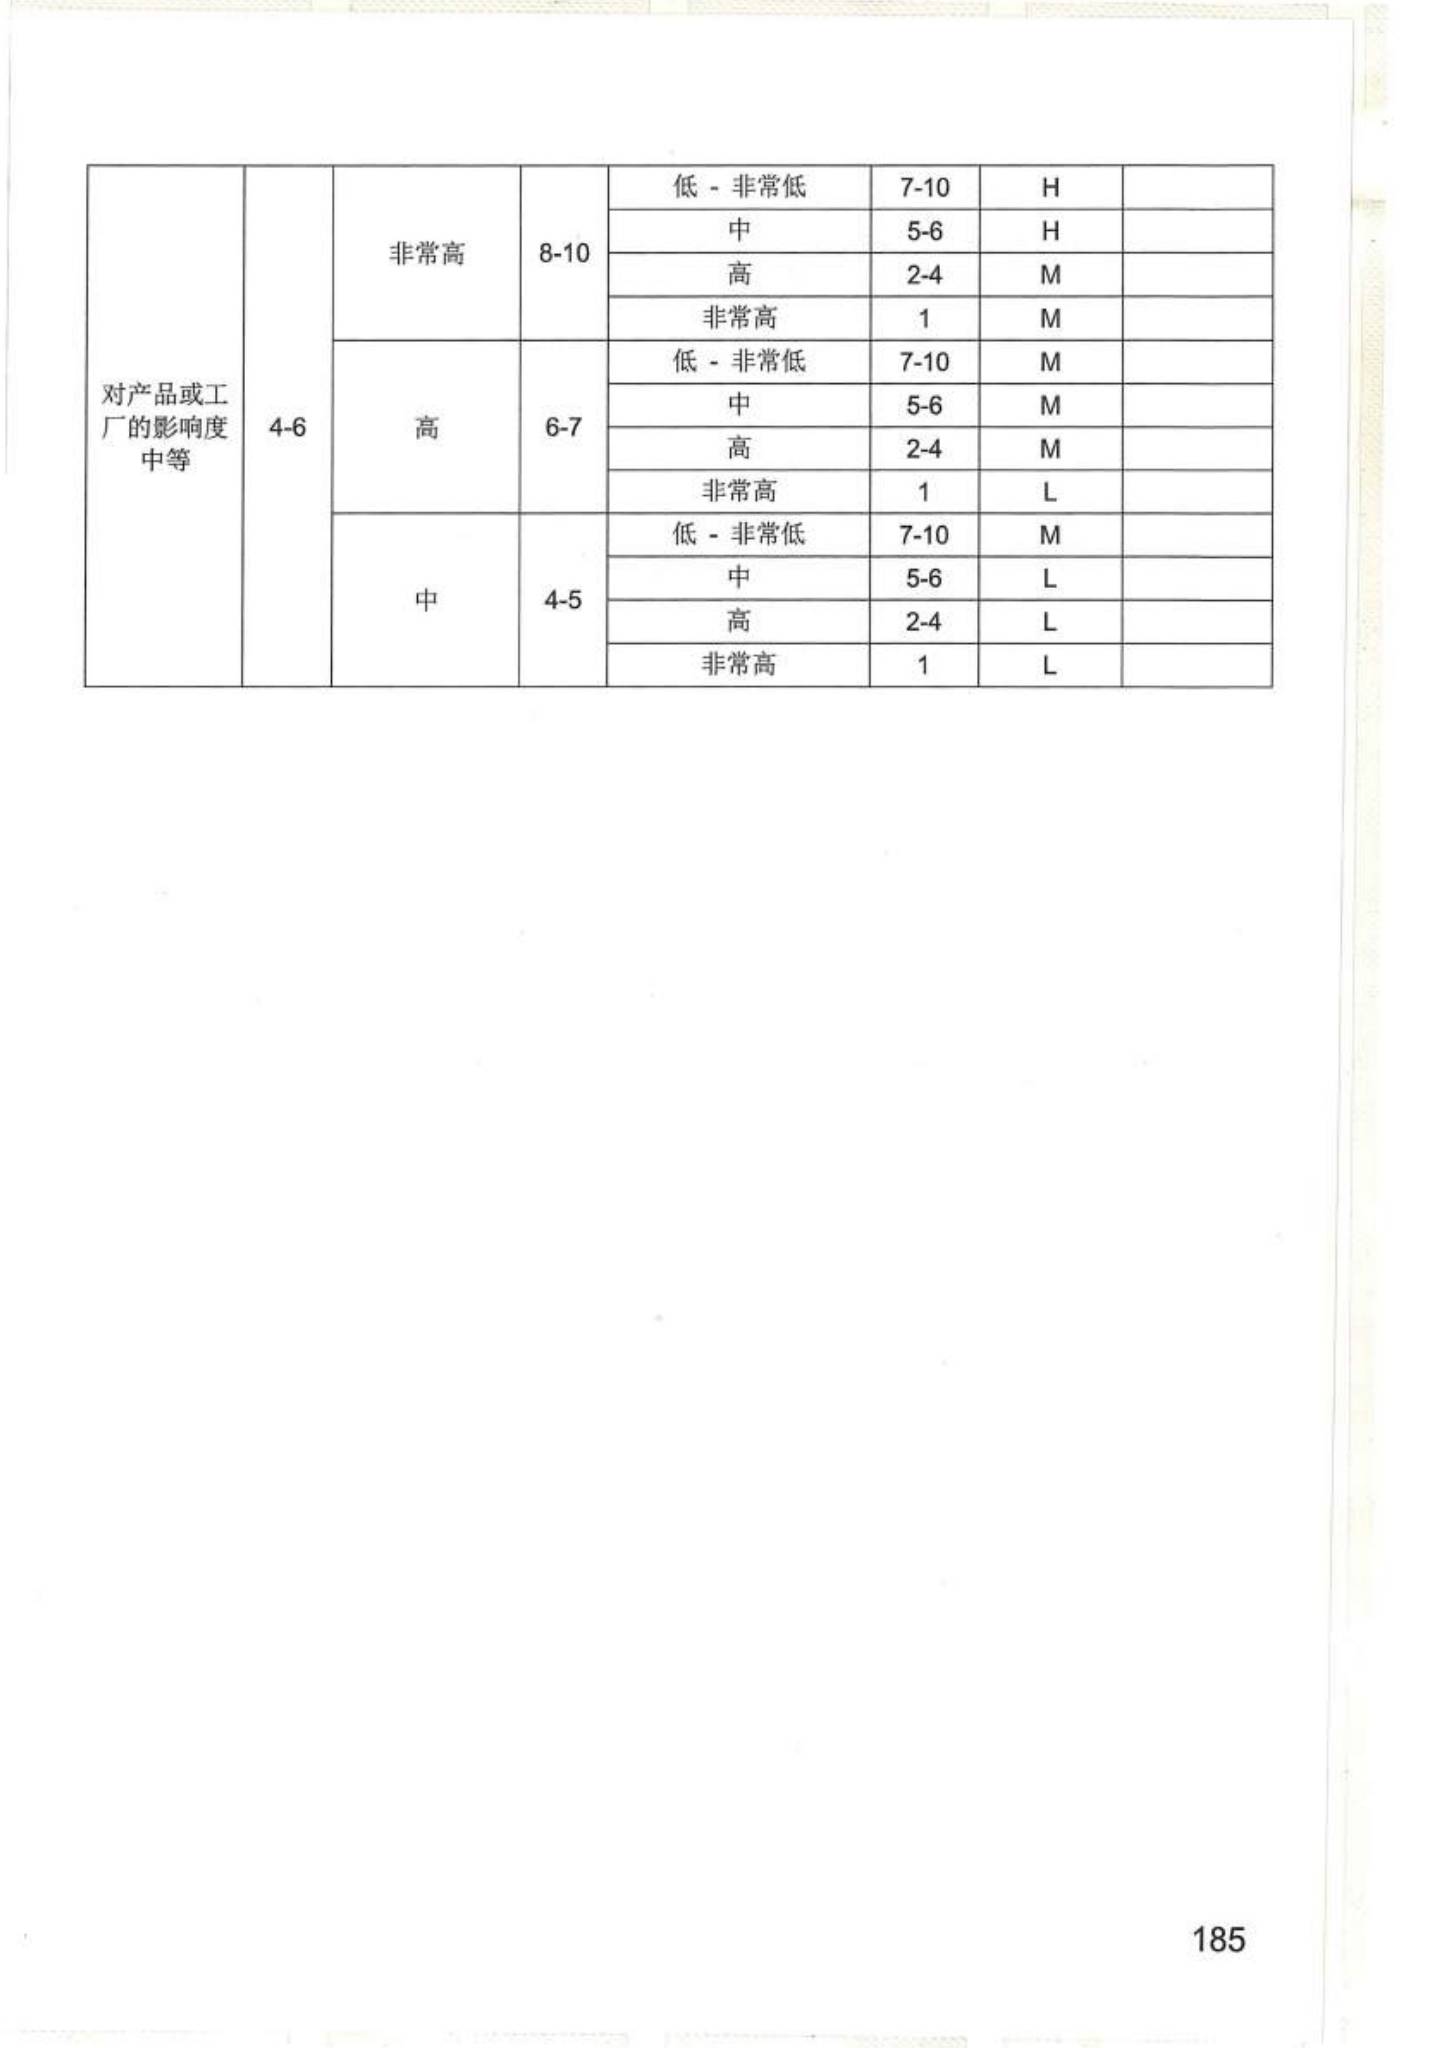 对产品或工
厂的影响度
中等
4-6
非常高
8-10
低 - 非常低 7-10 H
中 5-6 H
高 2-4 M
非常高 1 M
高
6-7
低 - 非常低 7-10 M
中 5-6 M
高 2-4 M
非常高 1 L
中
4-5
低 - 非常低 7-10 M
中 5-6 L
高 2-4 L
非常高 1 L
185